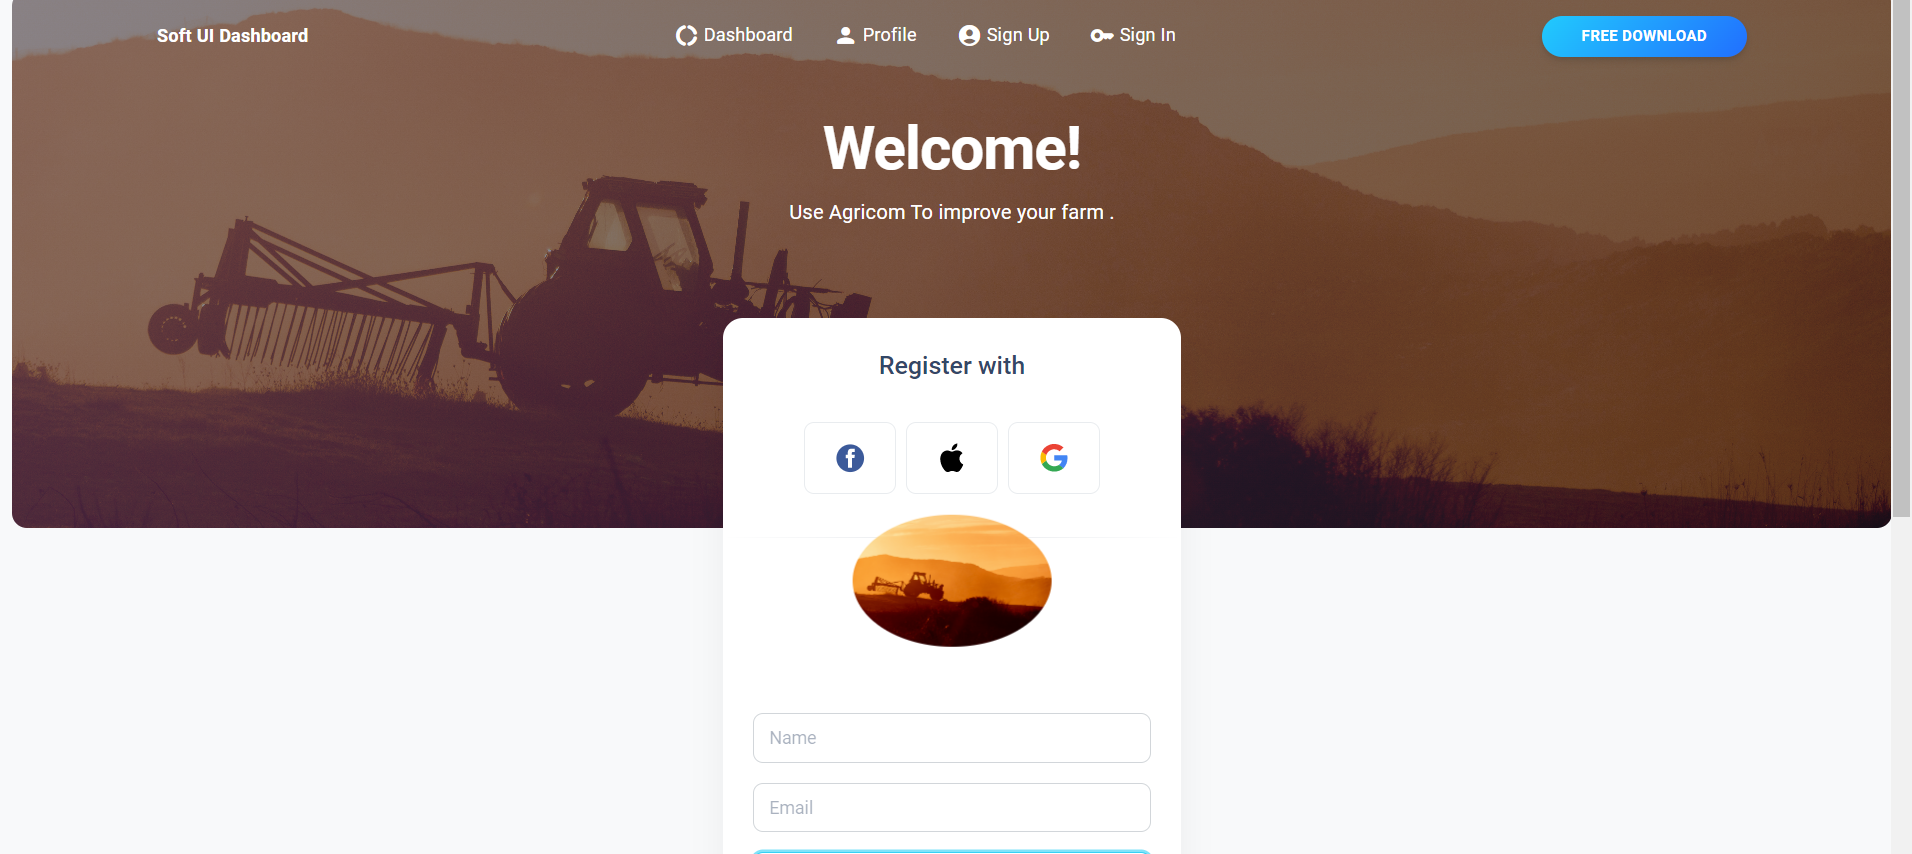 Soft UI Dashboard
Dashboard
Profile
Sign Up
Sign In
FREE DOWNLOAD
Welcome!
Use Agricom To improve your farm .
Register with
Name
Email